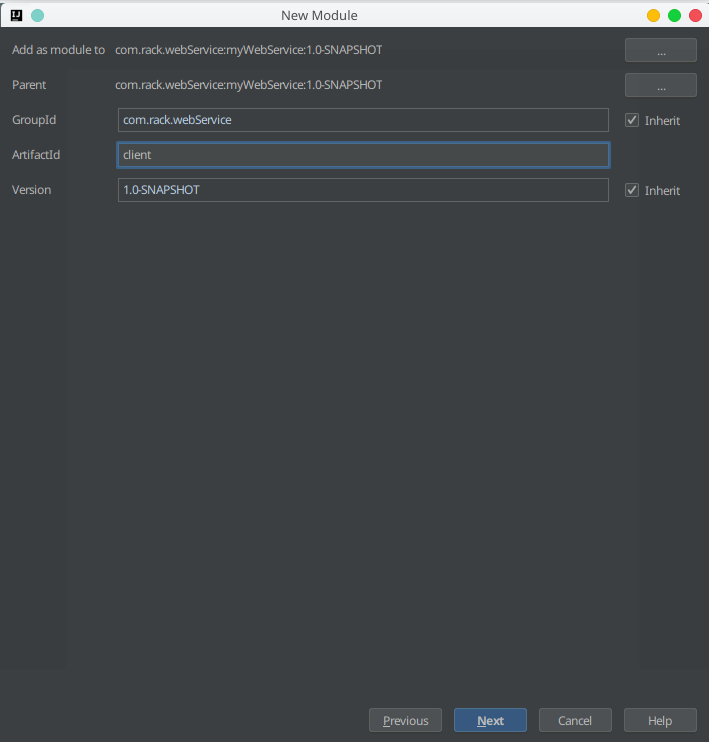 IJ
New Module
Add as module to com.rack.webService:myWebService:1.0-SNAPSHOT ...
Parent com.rack.webService:myWebService:1.0-SNAPSHOT ...
GroupId com.rack.webService Inherit
ArtifactId client
Version 1.0-SNAPSHOT Inherit
Previous Next Cancel Help